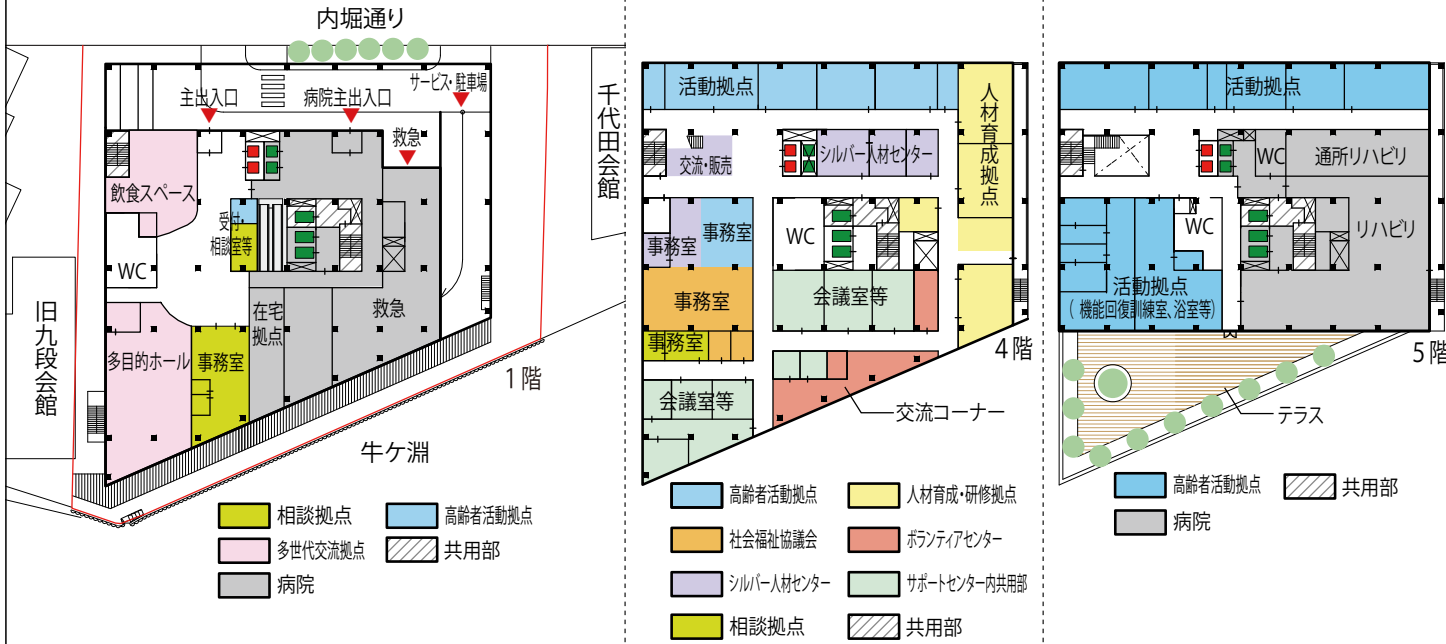 内堀通り
サービス・駐車場
主出入口
病院主出入口
救急
千代田会館
飲食スペース
受付・
相談室等
WC
在宅
拠点
救急
多目的ホール
事務室
旧九段会館
1階
牛ケ淵
相談拠点
高齢者活動拠点
多世代交流拠点
共用部
病院
活動拠点
人材育成拠点
交流・販売
シルバー人材センター
事務室
事務室
WC
事務室
会議室等
事務室
4階
会議室等
交流コーナー
高齢者活動拠点
人材育成・研修拠点
社会福祉協議会
ボランティアセンター
シルバー人材センター
サポートセンター内共用部
相談拠点
共用部
活動拠点
WC
通所リハビリ
WC
リハビリ
活動拠点
(機能回復訓練室、浴室等)
5階
テラス
高齢者活動拠点
共用部
病院